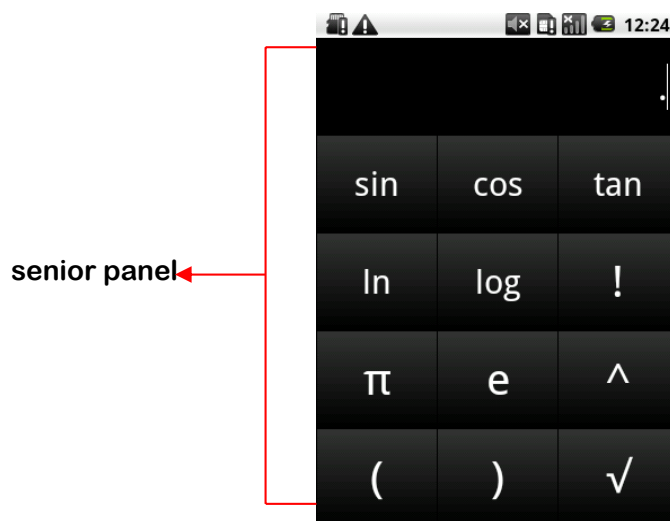 12:24
.
sin cos tan
senior panel
ln log !
π e ^
( ) √